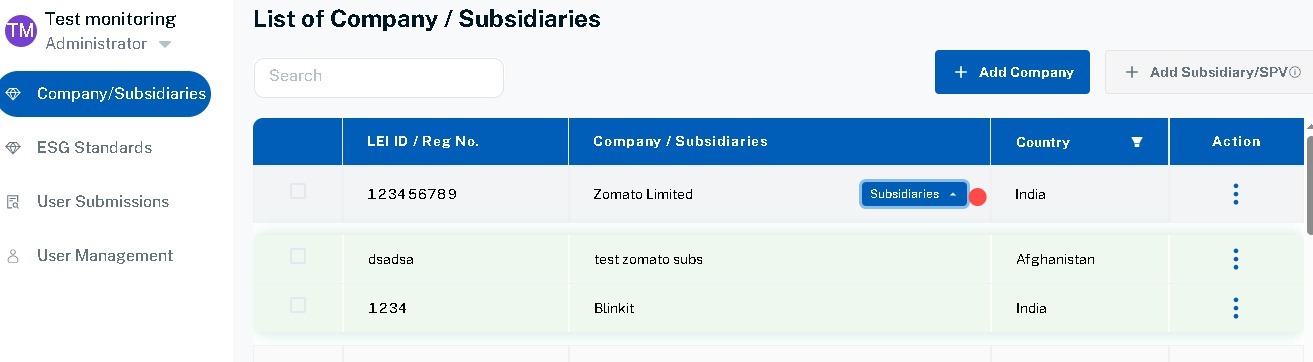 TM
Test monitoring
Administrator
Company/Subsidiaries
ESG Standards
User Submissions
User Management
List of Company / Subsidiaries
Search
+ Add Company
+ Add Subsidiary/SPV
LEI ID / Reg No. Company / Subsidiaries Country Action
123456789 Zomato Limited Subsidiaries India
dsadsa test zomato subs Afghanistan
1234 Blinkit India